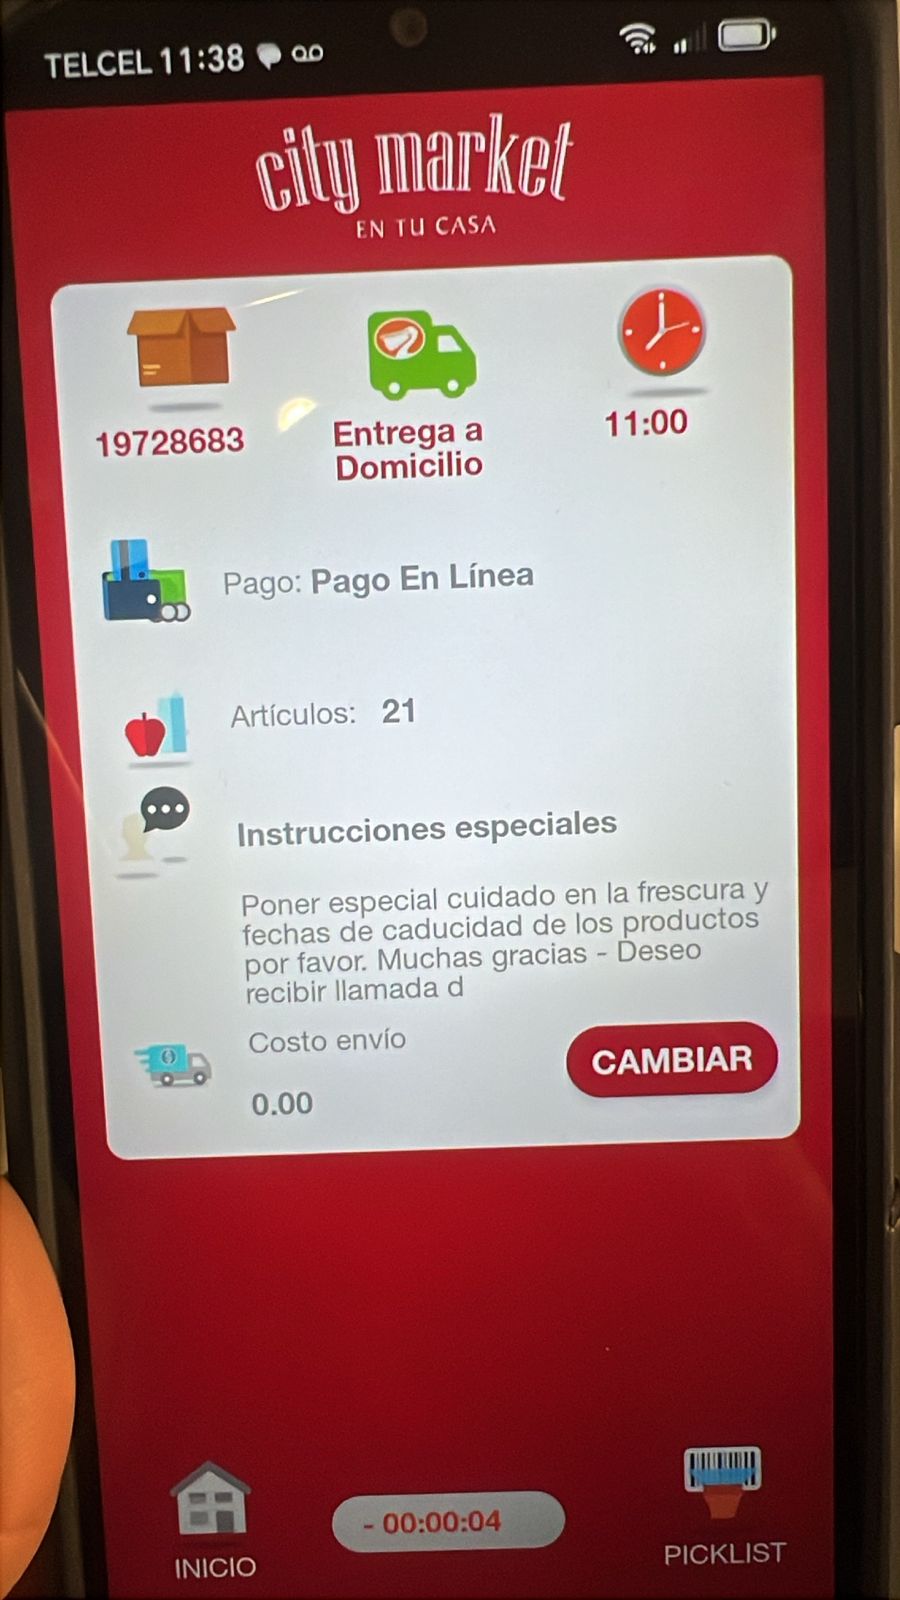 TELCEL 11:38
city market
EN TU CASA
19728683
Entrega a
Domicilio
11:00
Pago: Pago En Línea
Artículos: 21
Instrucciones especiales
Poner especial cuidado en la frescura y
fechas de caducidad de los productos
por favor. Muchas gracias - Deseo
recibir llamada d
Costo envío
CAMBIAR
0.00
INICIO
- 00:00:04
PICKLIST